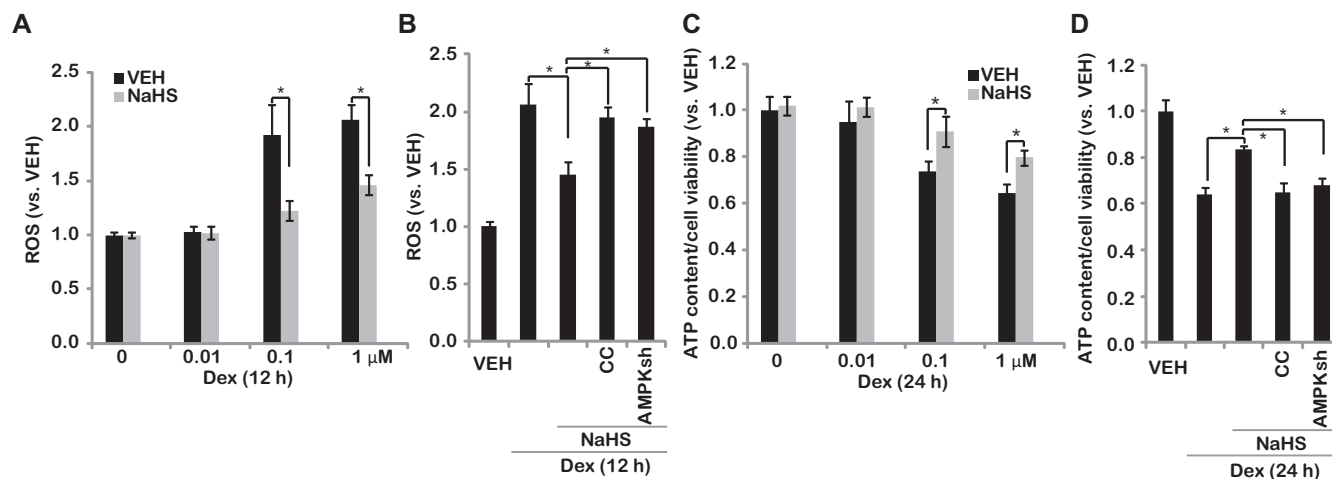 A
ROS (vs. VEH)
2.5
2.0
1.5
1.0
1.5
0.0
VEH
NaHS
*
*
0 0.01 0.1 1 μM
Dex (12 h)
B
ROS (vs. VEH)
2.5
2.0
1.5
1.0
1.5
0.0
*
*
*
VEH
CC
AMPKsh
NaHS
Dex (12 h)
C
ATP content/cell viability (vs. VEH)
1.2
1.0
0.8
0.6
0.4
1.2
0.0
VEH
NaHS
*
*
0 0.01 0.1 1 μM
Dex (24 h)
D
ATP content/cell viability (vs. VEH)
1.2
1.0
0.8
0.6
0.4
1.2
0.0
*
*
*
VEH
CC
AMPKsh
NaHS
Dex (24 h)